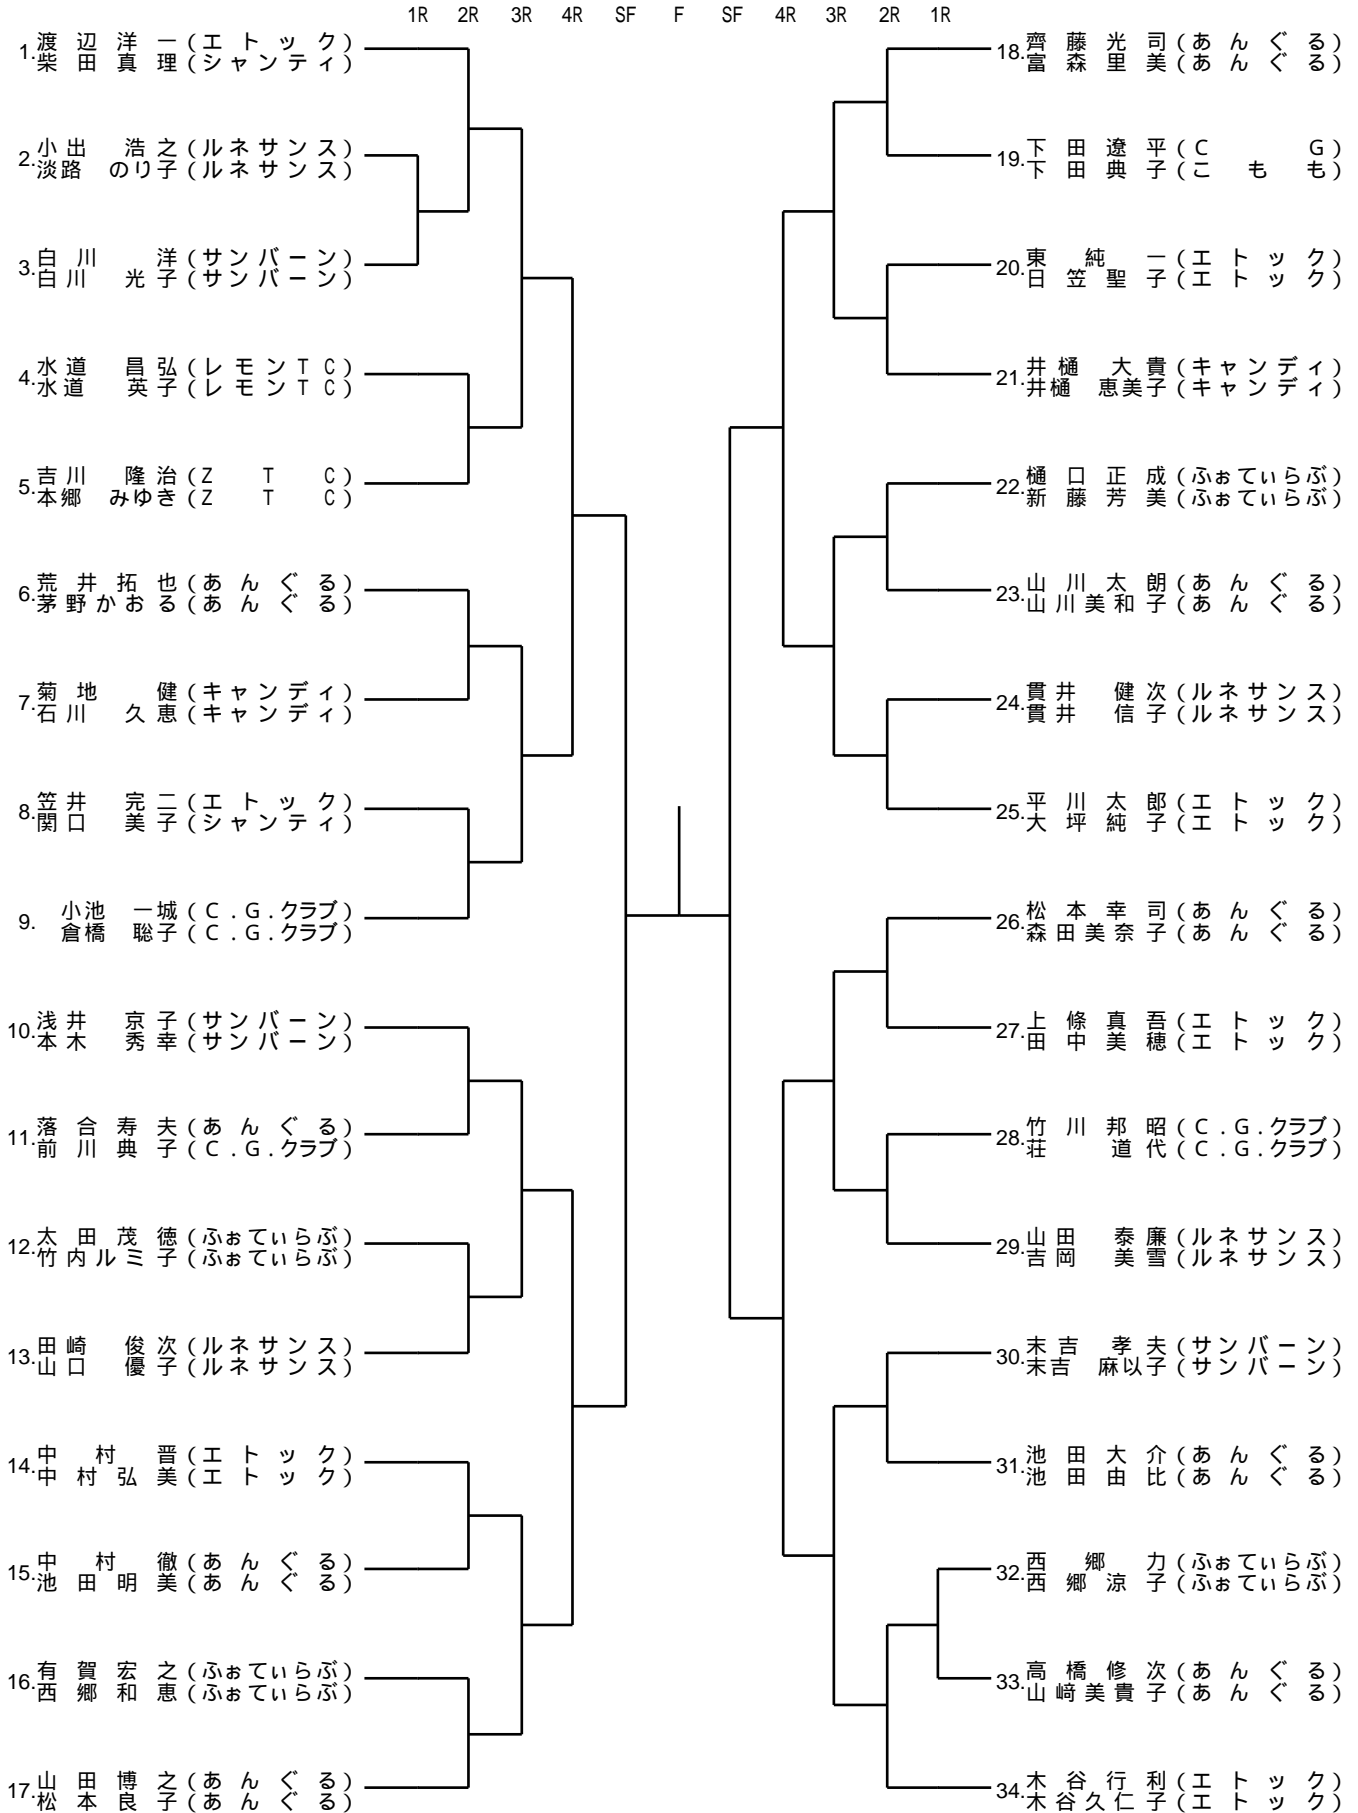 1R 2R 3R 4R SF F SF 4R 3R 2R 1R
1. 渡辺洋一(エトック)
柴田真理(シャンティ)
2. 小出 浩之(ルネサンス)
淡路 のり子(ルネサンス)
3. 白川 洋(サンバーン)
白川 光子(サンバーン)
4. 水道 昌弘(レモンTC)
水道 英子(レモンTC)
5. 吉川 隆治(ZTC)
本郷 みゆき(ZTC)
6. 荒井拓也(あんぐる)
茅野かおる(あんぐる)
7. 菊地 健(キャンディ)
石川 久恵(キャンディ)
8. 笠井 完二(エトック)
関口 美子(シャンティ)
9. 小池 一城(C.G.クラブ)
倉橋 聡子(C.G.クラブ)
10. 浅井 京子(サンバーン)
本木 秀幸(サンバーン)
11. 落合寿夫(あんぐる)
前川典子(C.G.クラブ)
12. 太田茂徳(ふぉてぃらぶ)
竹内ルミ子(ふぉてぃらぶ)
13. 田崎 俊次(ルネサンス)
山口 優子(ルネサンス)
14. 中村晋(エトック)
中村弘美(エトック)
15. 中村徹(あんぐる)
池田明美(あんぐる)
16. 有賀宏之(ふぉてぃらぶ)
西郷和恵(ふぉてぃらぶ)
17. 山田博之(あんぐる)
松本良子(あんぐる)
18. 齊藤光司(あんぐる)
富森里美(あんぐる)
19. 下田遼平(CG)
下田典子(こもも)
20. 東純一(エトック)
日笠聖子(エトック)
21. 井樋 大貴(キャンディ)
井樋 恵美子(キャンディ)
22. 樋口正成(ふぉてぃらぶ)
新藤芳美(ふぉてぃらぶ)
23. 山川太朗(あんぐる)
山川美和子(あんぐる)
24. 貫井 健次(ルネサンス)
貫井 信子(ルネサンス)
25. 平川太郎(エトック)
大坪純子(エトック)
26. 松本幸司(あんぐる)
森田美奈子(あんぐる)
27. 上條真吾(エトック)
田中美穂(エトック)
28. 竹川邦昭(C.G.クラブ)
荘 道代(C.G.クラブ)
29. 山田 泰廉(ルネサンス)
吉岡 美雪(ルネサンス)
30. 末吉 孝夫(サンバーン)
末吉 麻以子(サンバーン)
31. 池田大介(あんぐる)
池田由比(あんぐる)
32. 西郷力(ふぉてぃらぶ)
西郷涼子(ふぉてぃらぶ)
33. 高橋修次(あんぐる)
山﨑美貴子(あんぐる)
34. 木谷行利(エトック)
木谷久仁子(エトック)